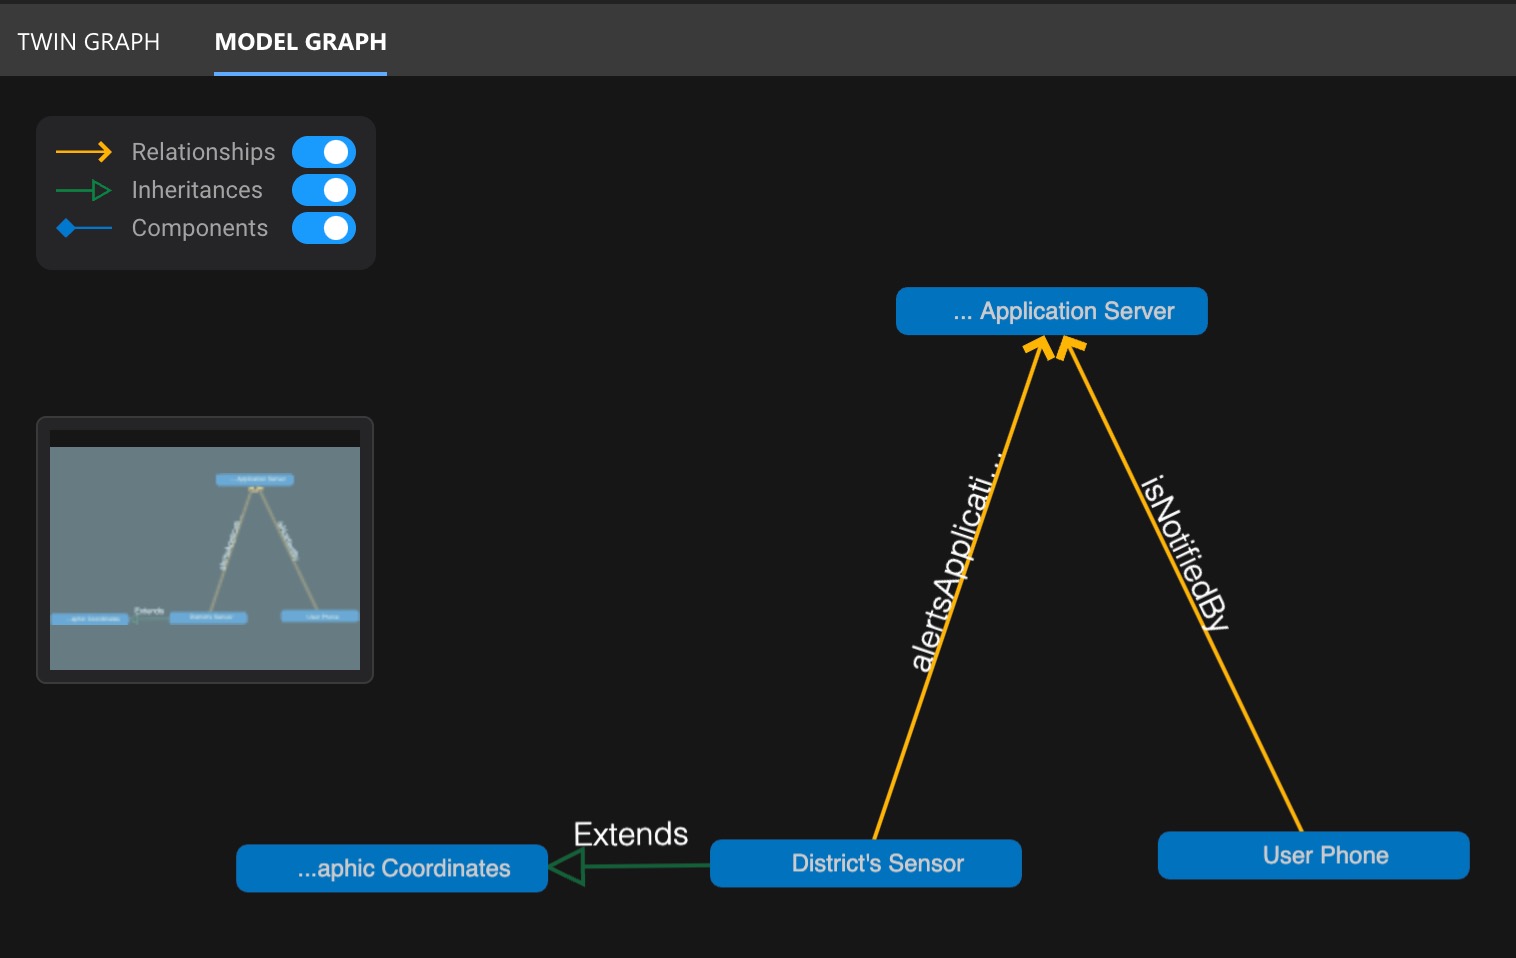 TWIN GRAPH MODEL GRAPH
Relationships
Inheritances
Components
... Application Server
alertsApplicati...
isNotifiedBy
Extends
...aphic Coordinates
District's Sensor
User Phone